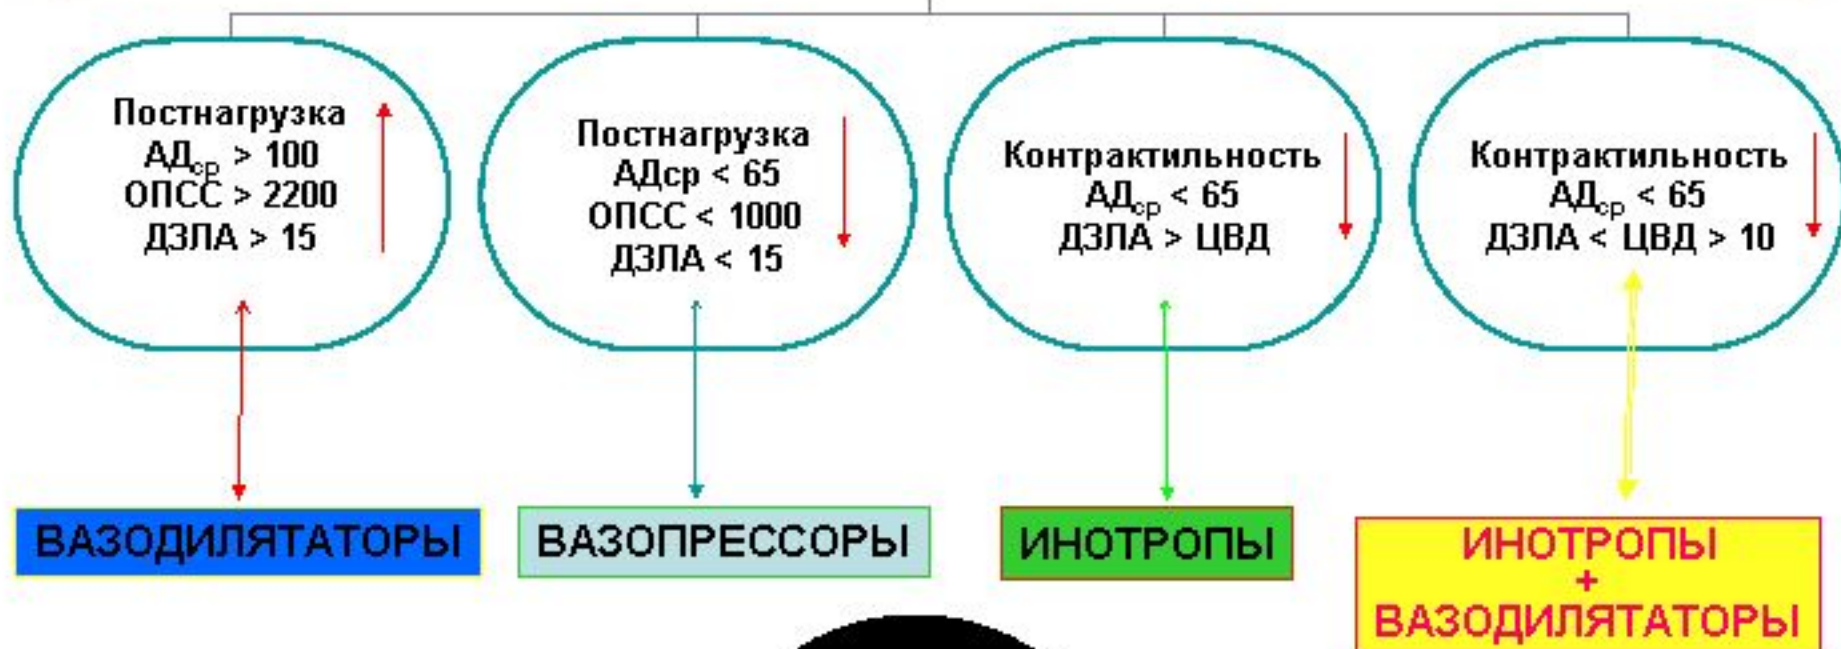 Постнагрузка
АДср > 100
ОПСС > 2200
ДЗЛА > 15
Постнагрузка
АДср < 65
ОПСС < 1000
ДЗЛА < 15
Контрактильность
АДср < 65
ДЗЛА > ЦВД
Контрактильность
АДср < 65
ДЗЛА < ЦВД > 10
ВАЗОДИЛЯТАТОРЫ
ВАЗОПРЕССОРЫ
ИНОТРОПЫ
ИНОТРОПЫ
+
ВАЗОДИЛЯТАТОРЫ